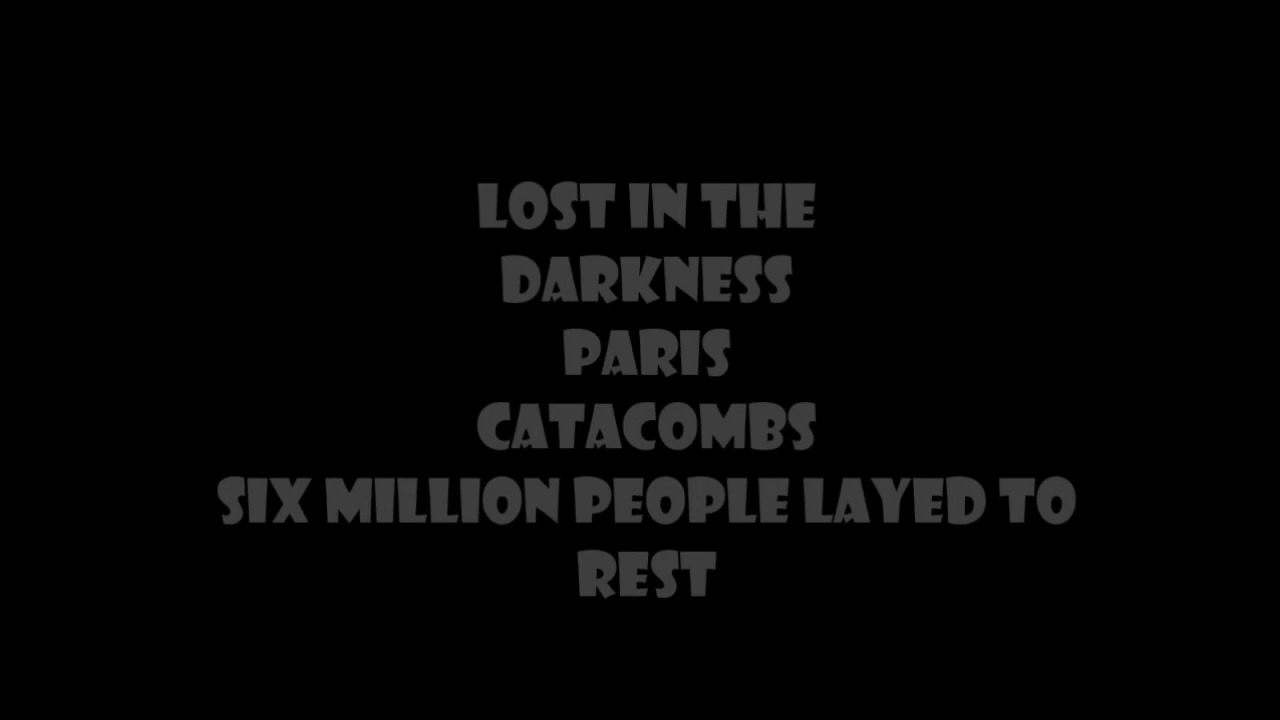 LOST IN THE
DARKNESS
PARIS
CATACOMBS
SIX MILLION PEOPLE LAYED TO
REST